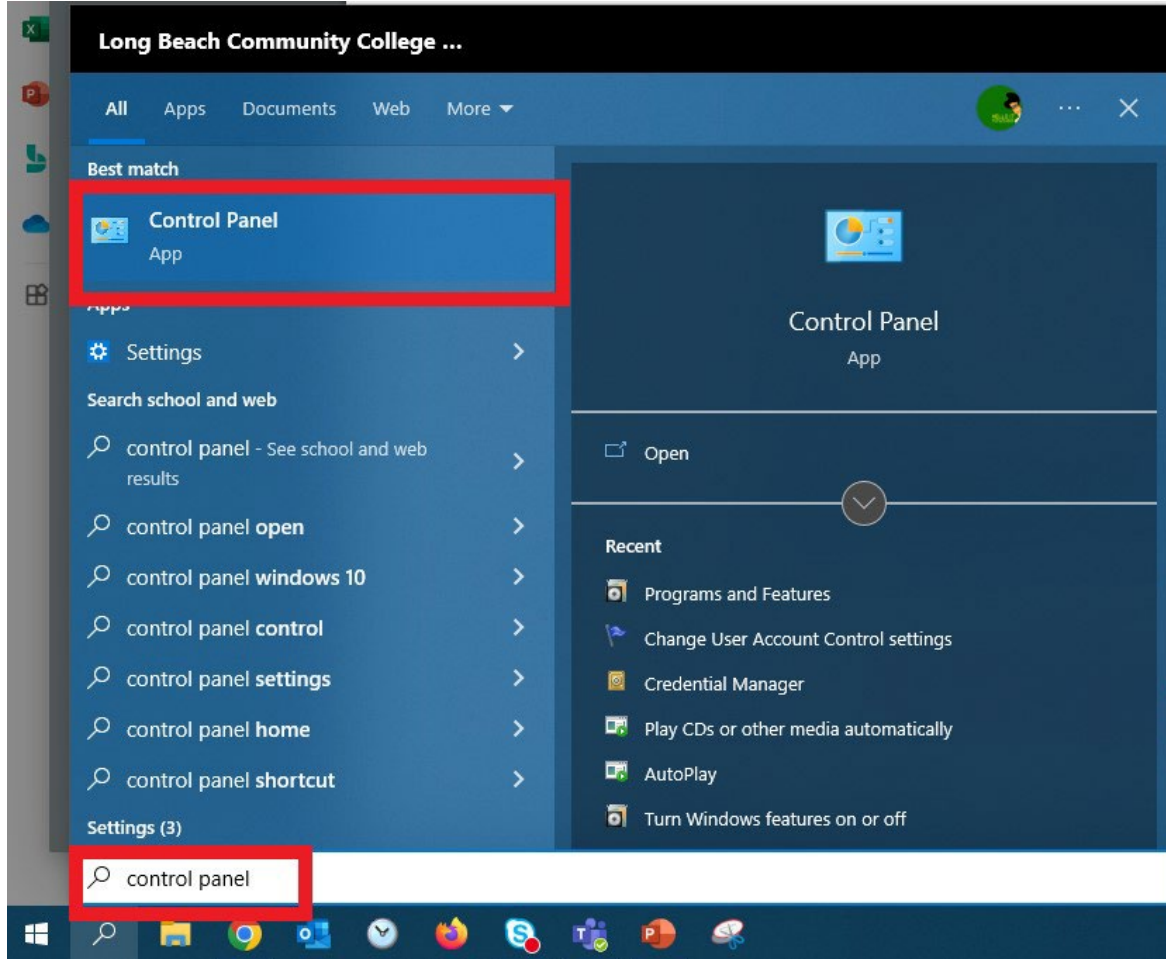 Long Beach Community College ...
All Apps Documents Web More
Best match
Control Panel
App
Apps
Settings
Search school and web
control panel - See school and web
results
control panel open
control panel windows 10
control panel control
control panel settings
control panel home
control panel shortcut
Settings (3)
control panel
Control Panel
App
Open
Recent
Programs and Features
Change User Account Control settings
Credential Manager
Play CDs or other media automatically
AutoPlay
Turn Windows features on or off